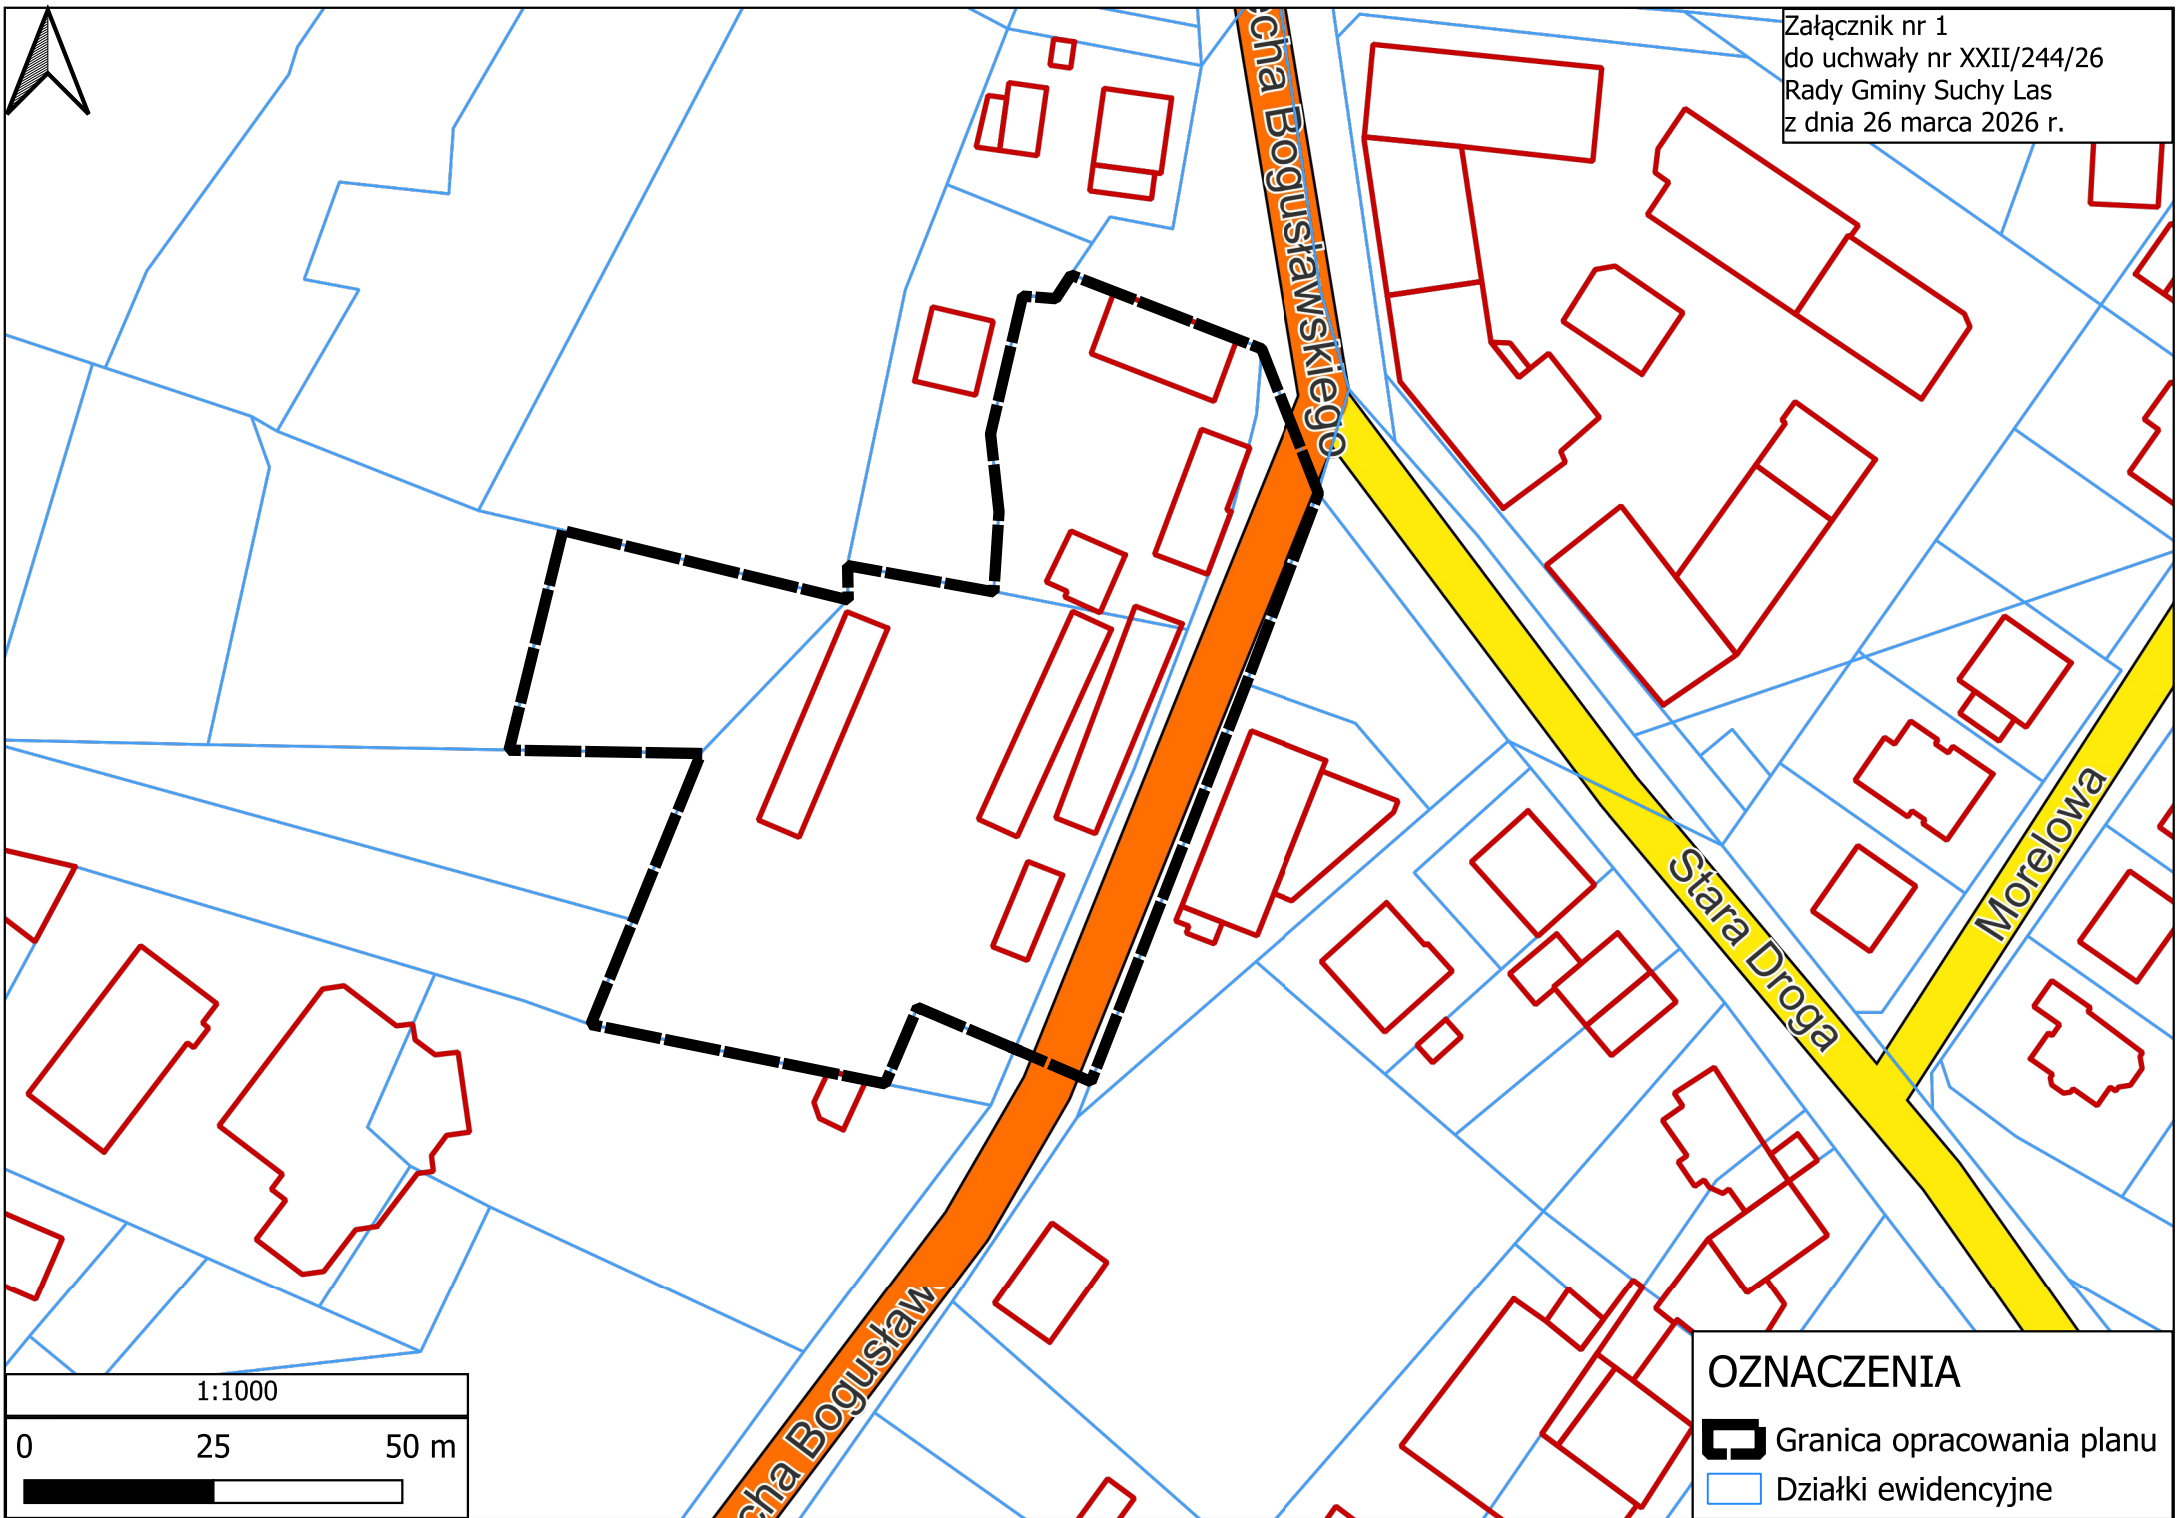 Załącznik nr 1
do uchwały nr XXII/244/26
Rady Gminy Suchy Las
z dnia 26 marca 2026 r.
echa Bogusławskiego
Stara Droga
Morelowa
cha Bogusław
1:1000
0 25 50 m
OZNACZENIA
Granica opracowania planu
Działki ewidencyjne